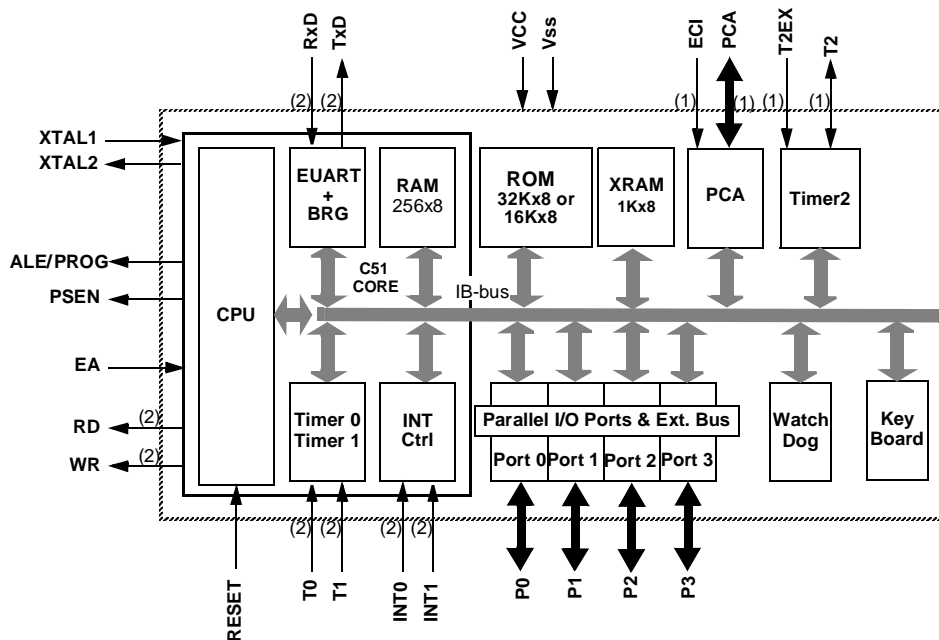 RxD
TxD
VCC
Vss
ECI
PCA
T2EX
T2
(2)
(2)
(1)
(1)
(1)
(1)
XTAL1
XTAL2
EUART
+
BRG
RAM
256x8
ROM
32Kx8 or
16Kx8
XRAM
1Kx8
PCA
Timer2
ALE/PROG
PSEN
C51
CORE
IB-bus
CPU
EA
RD
(2)
WR
(2)
Timer 0
Timer 1
INT
Ctrl
Parallel I/O Ports & Ext. Bus
Port 0
Port 1
Port 2
Port 3
Watch
Dog
Key
Board
(2)
(2)
(2)
(2)
RESET
T0
T1
INT0
INT1
P0
P1
P2
P3